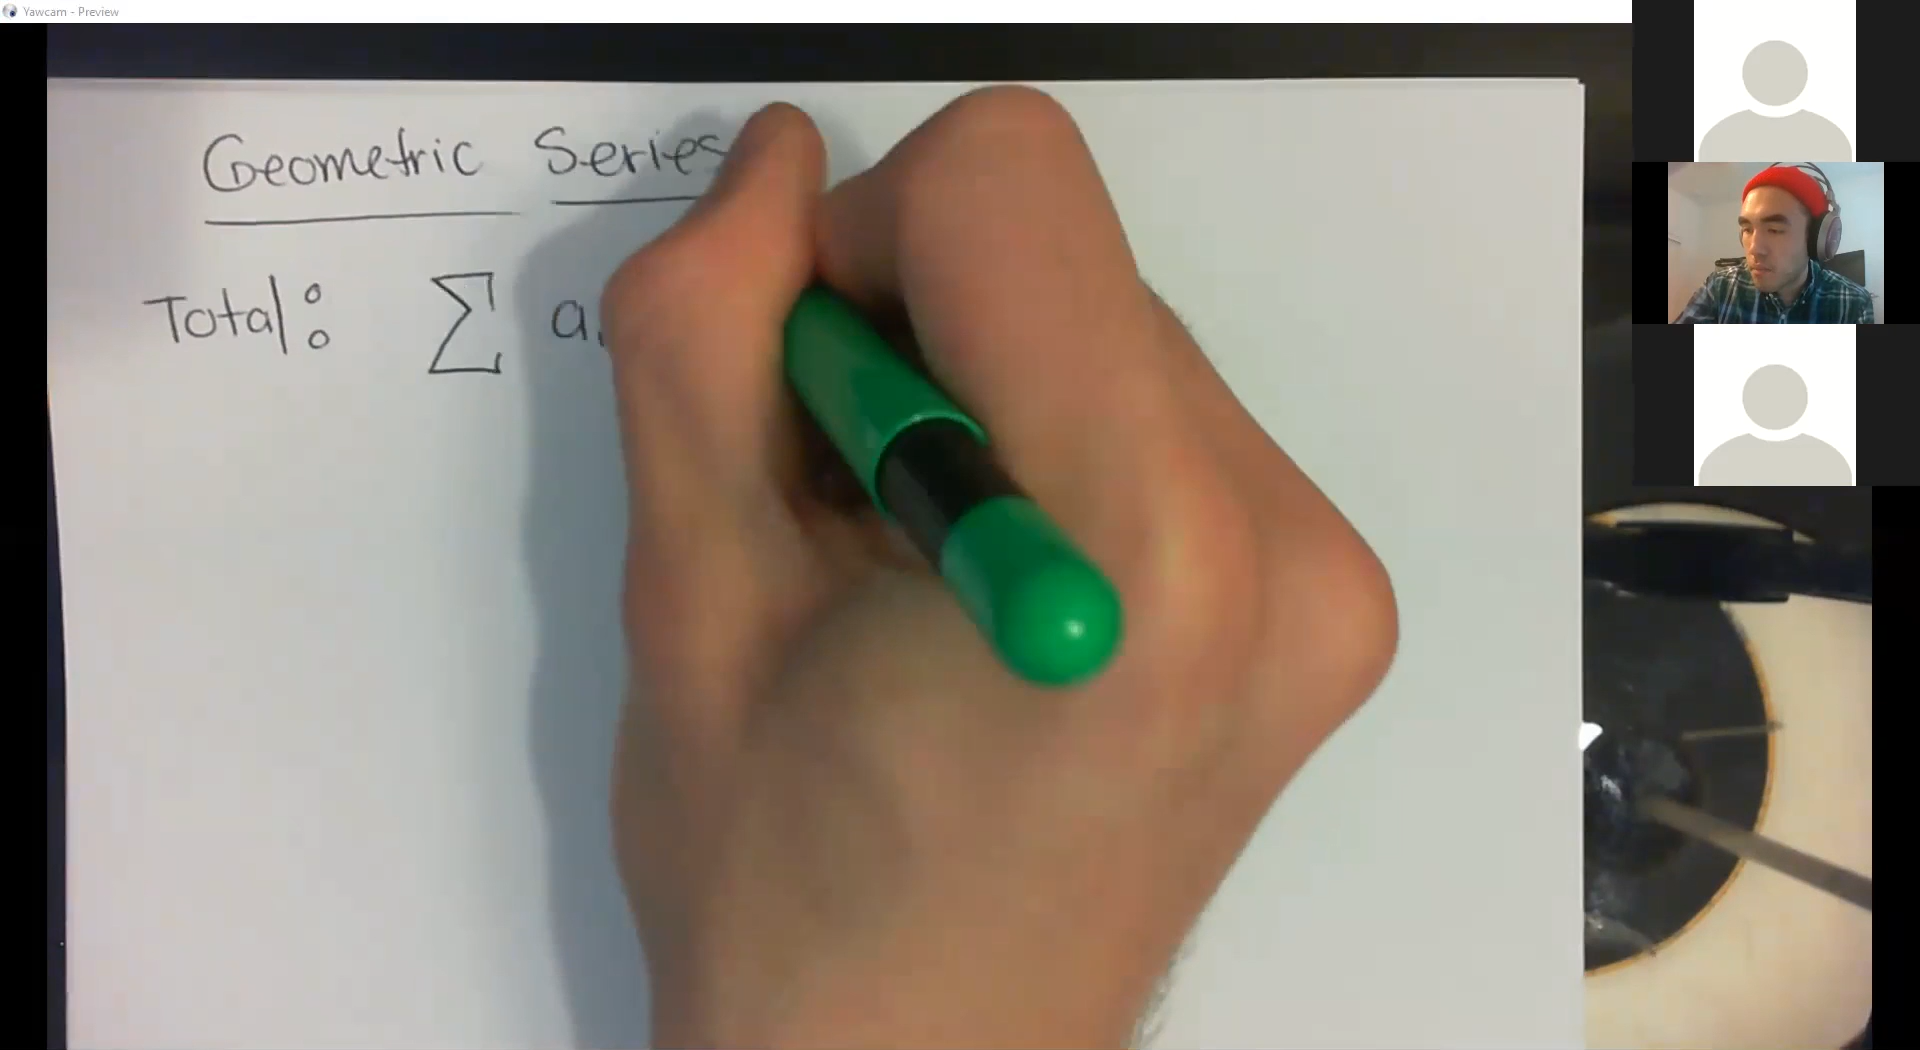 Yawcam - Preview
Geometric Series
Total: ∑ a